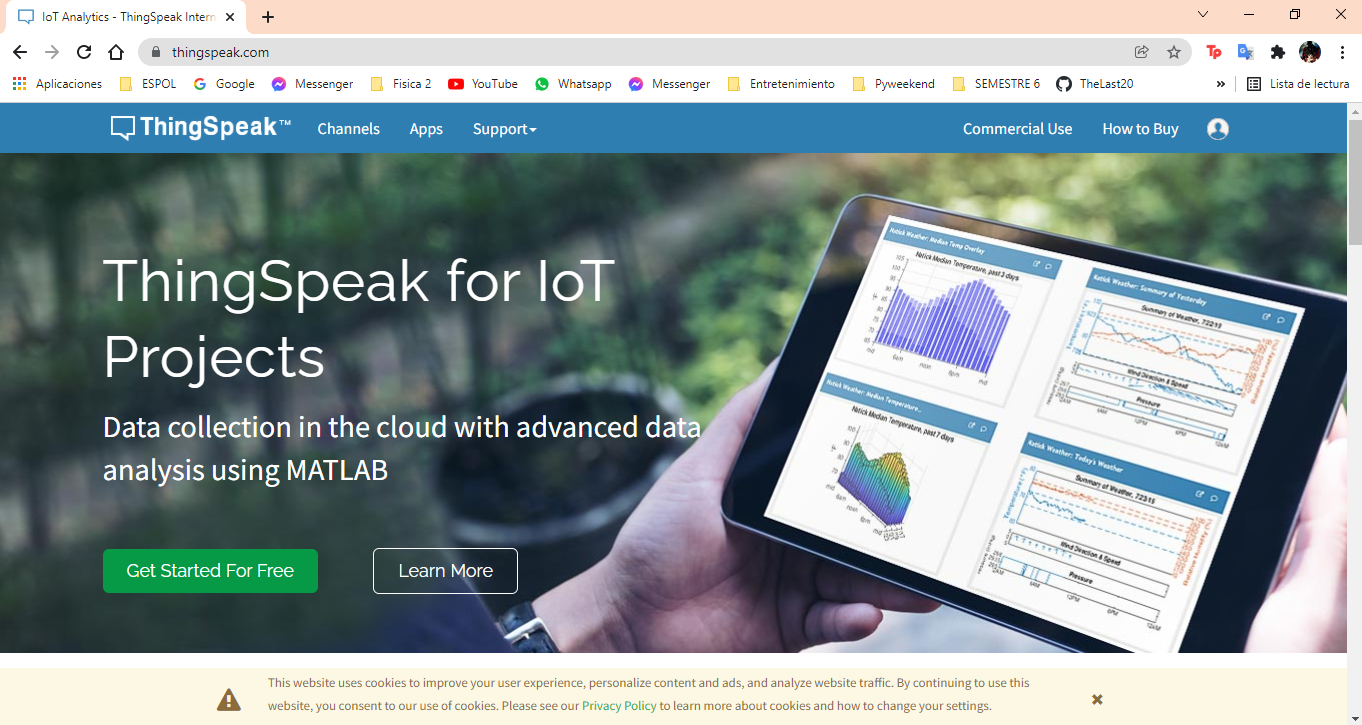 IoT Analytics - ThingSpeak Intern
thingspeak.com
Aplicaciones ESPOL Google Messenger Fisica 2 YouTube Whatsapp Messenger Entretenimiento Pyweekend SEMESTRE 6 TheLast20 » Lista de lectura
ThingSpeak™ Channels Apps Support Commercial Use How to Buy
ThingSpeak for IoT
Projects
Data collection in the cloud with advanced data
analysis using MATLAB
Get Started For Free Learn More
Natick Weather: Median Temp Overlay
Natick Median Temperature, past 3 days
Natick Weather: Summary of Yesterday
Summary of Weather, 7/22/15
Wind Direction & Speed
Pressure
Natick Weather: Median Temperature...
Natick Median Temperature, past 7 days
Natick Weather: Today's Weather
Summary of Weather, 7/23/15
Wind Direction & Speed
Pressure
This website uses cookies to improve your user experience, personalize content and ads, and analyze website traffic. By continuing to use this
website, you consent to our use of cookies. Please see our Privacy Policy to learn more about cookies and how to change your settings.